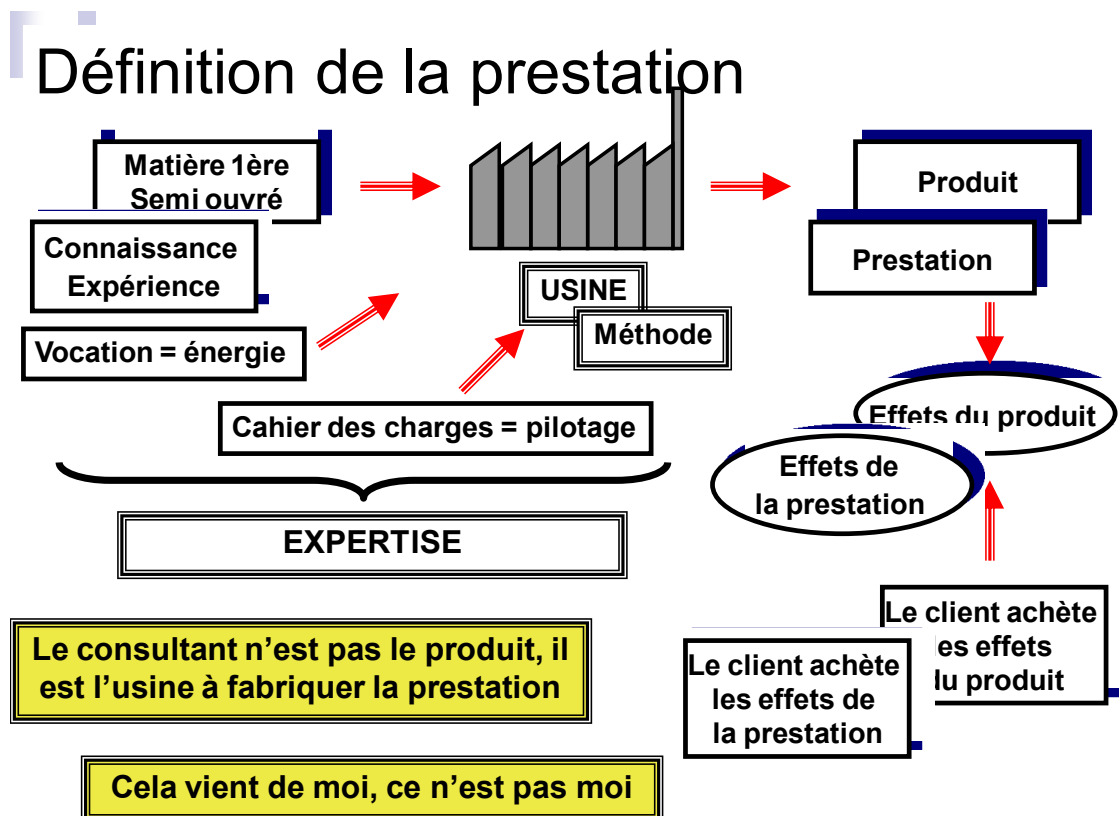 Définition de la prestation
Matière 1ère
Semi ouvré
Connaissance
Expérience
Vocation = énergie
Cahier des charges = pilotage
USINE
Méthode
Produit
Prestation
Effets du produit
Effets de
la prestation
EXPERTISE
Le client achète
les effets
du produit
Le client achète
les effets de
la prestation
Le consultant n’est pas le produit, il
est l’usine à fabriquer la prestation
Cela vient de moi, ce n’est pas moi